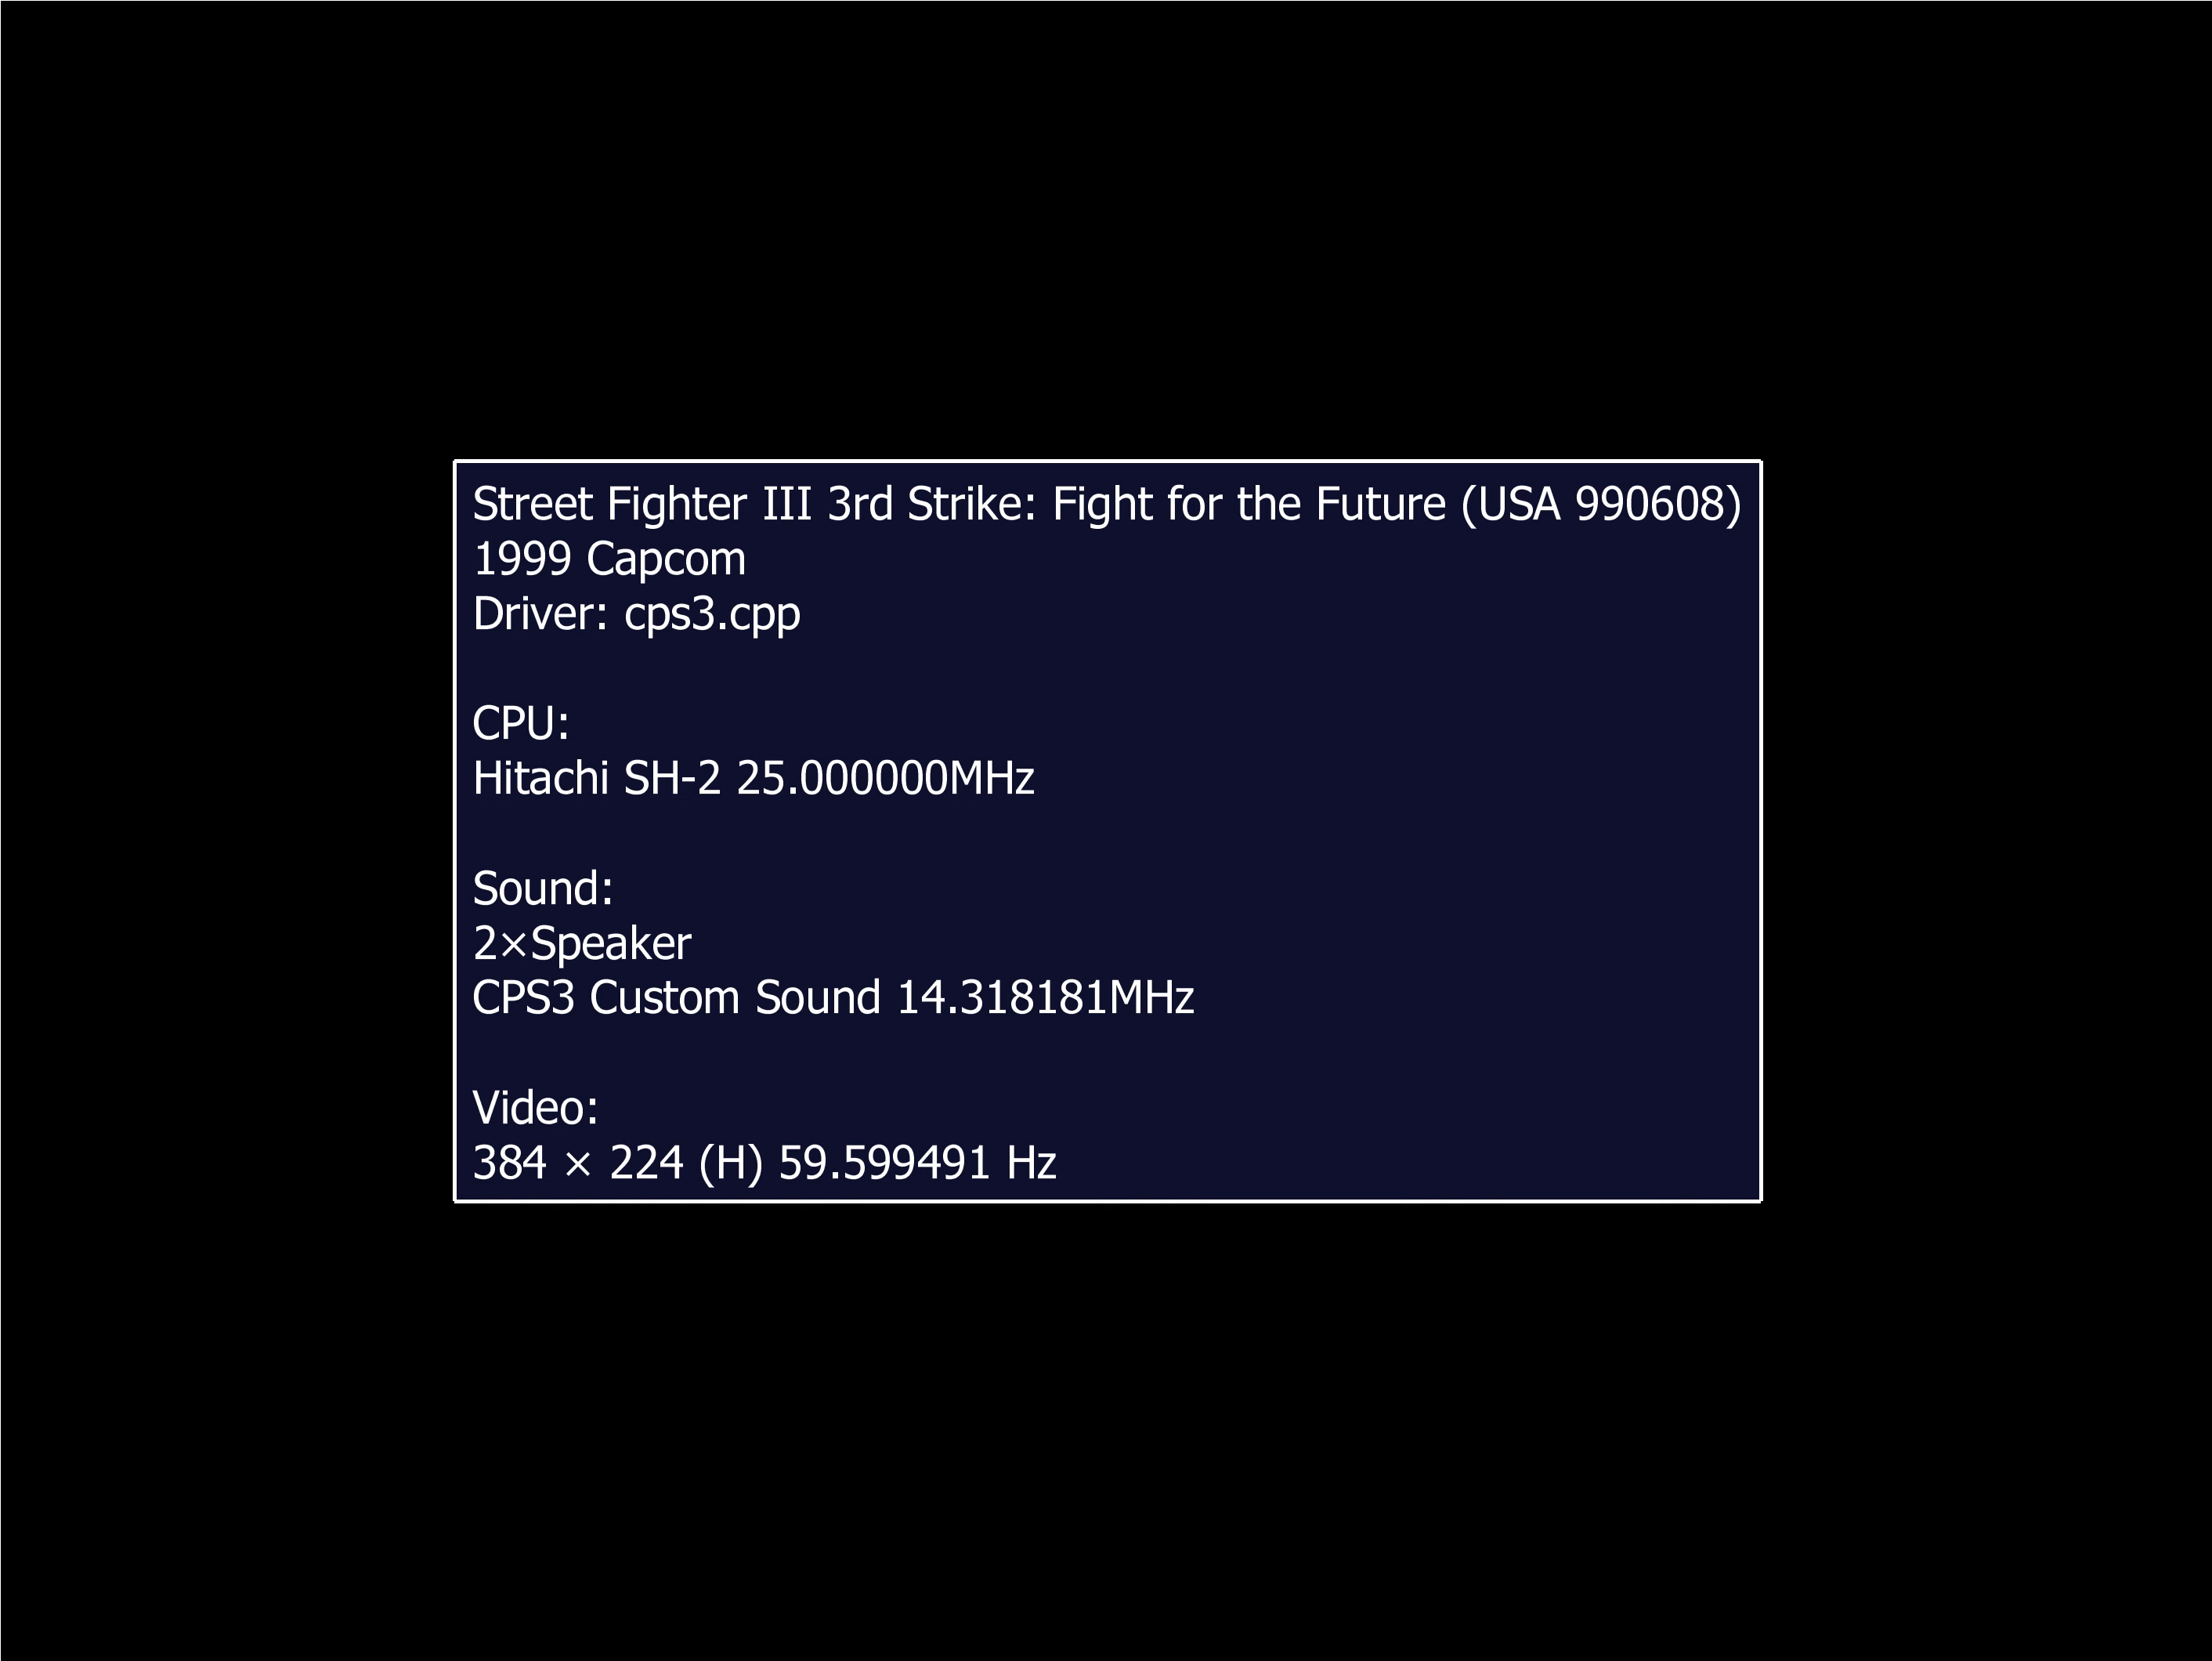 Street Fighter III 3rd Strike: Fight for the Future (USA 990608)
1999 Capcom
Driver: cps3.cpp
CPU:
Hitachi SH-2 25.000000MHz
Sound:
2×Speaker
CPS3 Custom Sound 14.318181MHz
Video:
384 × 224 (H) 59.599491 Hz